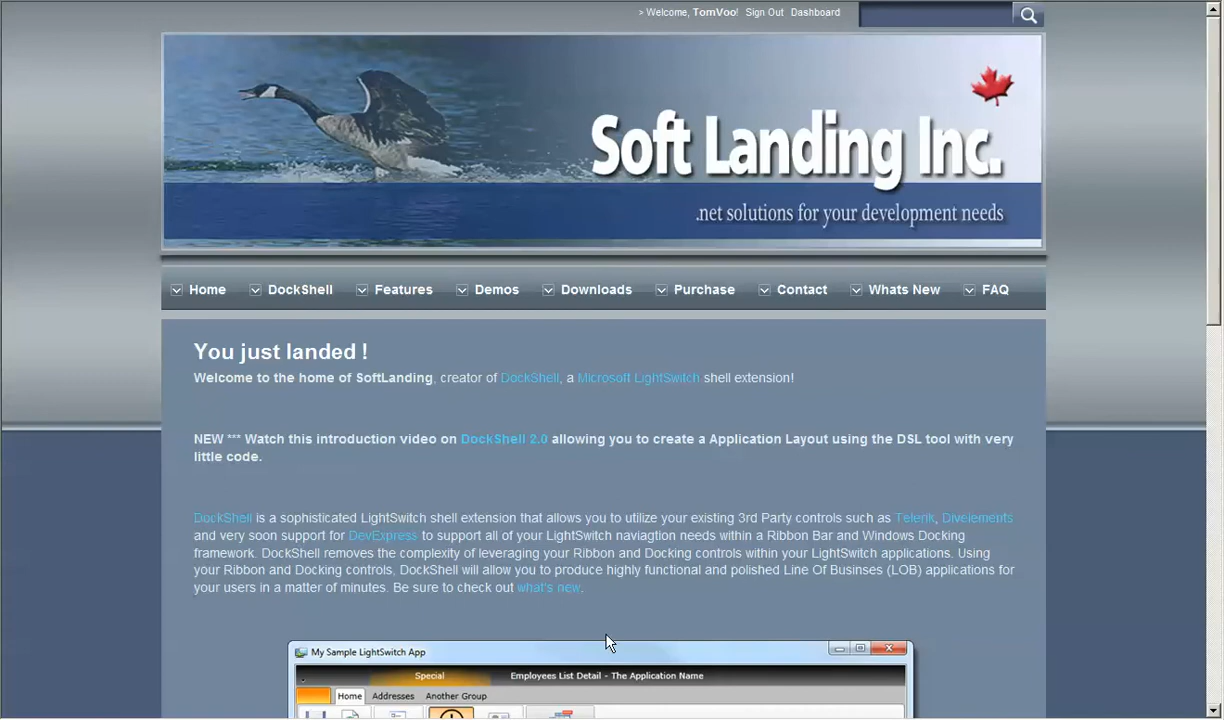 > Welcome, TomVoo! Sign Out Dashboard
Soft Landing Inc.
.net solutions for your development needs
Home DockShell Features Demos Downloads Purchase Contact Whats New FAQ
You just landed !
Welcome to the home of SoftLanding, creator of DockShell, a Microsoft LightSwitch shell extension!
NEW *** Watch this introduction video on DockShell 2.0 allowing you to create a Application Layout using the DSL tool with very
little code.
DockShell is a sophisticated LightSwitch shell extension that allows you to utilize your existing 3rd Party controls such as Telerik, Divelements
and very soon support for DevExpress to support all of your LightSwitch naviagtion needs within a Ribbon Bar and Windows Docking
framework. DockShell removes the complexity of leveraging your Ribbon and Docking controls within your LightSwitch applications. Using
your Ribbon and Docking controls, DockShell will allow you to produce highly functional and polished Line Of Businses (LOB) applications for
your users in a matter of minutes. Be sure to check out what's new.
My Sample LightSwitch App
Special Employees List Detail - The Application Name
Home Addresses Another Group